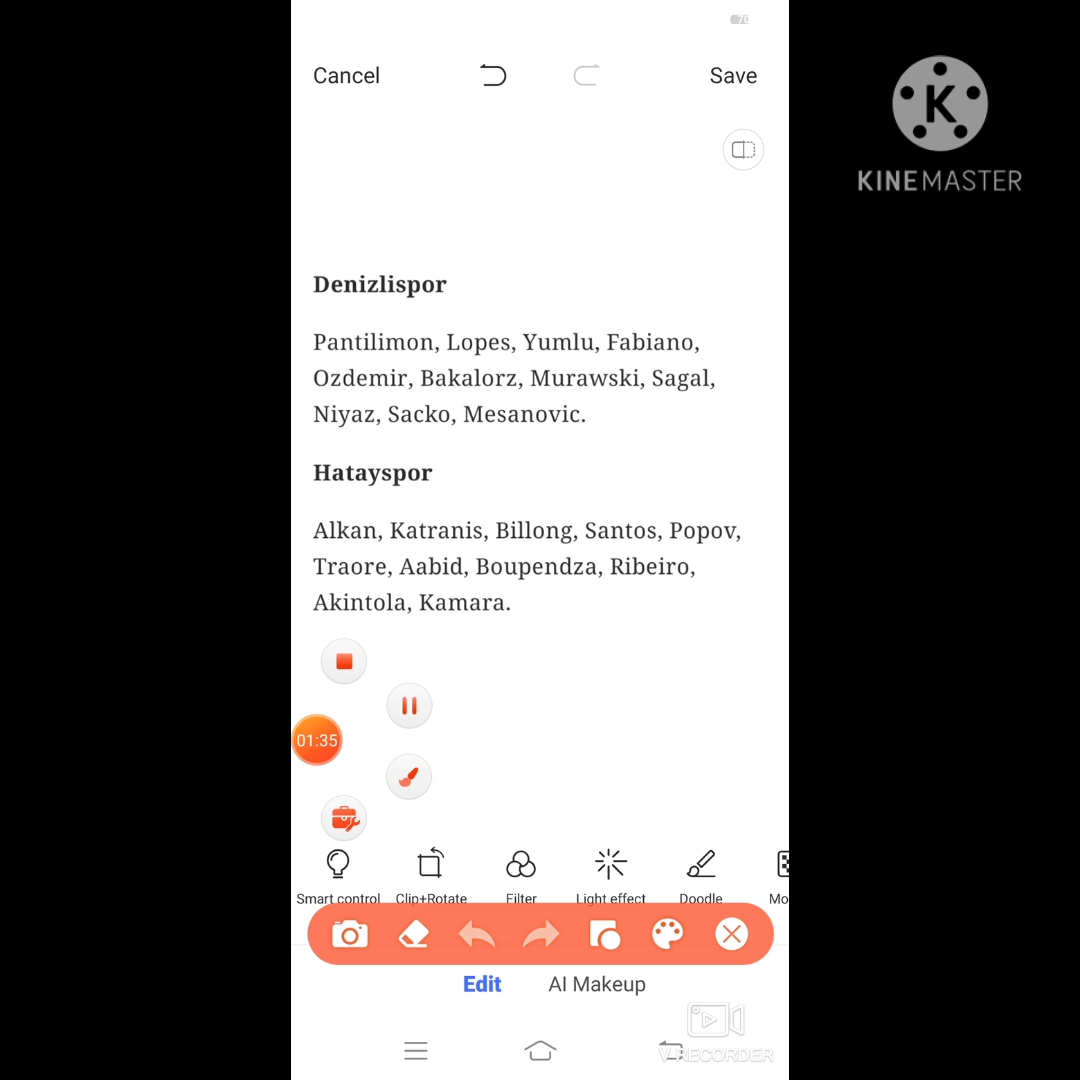 70
Cancel
Save
K
KINEMASTER
Denizlispor
Pantilimon, Lopes, Yumlu, Fabiano,
Ozdemir, Bakalorz, Murawski, Sagal,
Niyaz, Sacko, Mesanovic.
Hatayspor
Alkan, Katranis, Billong, Santos, Popov,
Traore, Aabid, Boupendza, Ribeiro,
Akintola, Kamara.
01:35
Smart control
Clip+Rotate
Filter
Light effect
Doodle
Mo
Edit
AI Makeup
V RECORDER